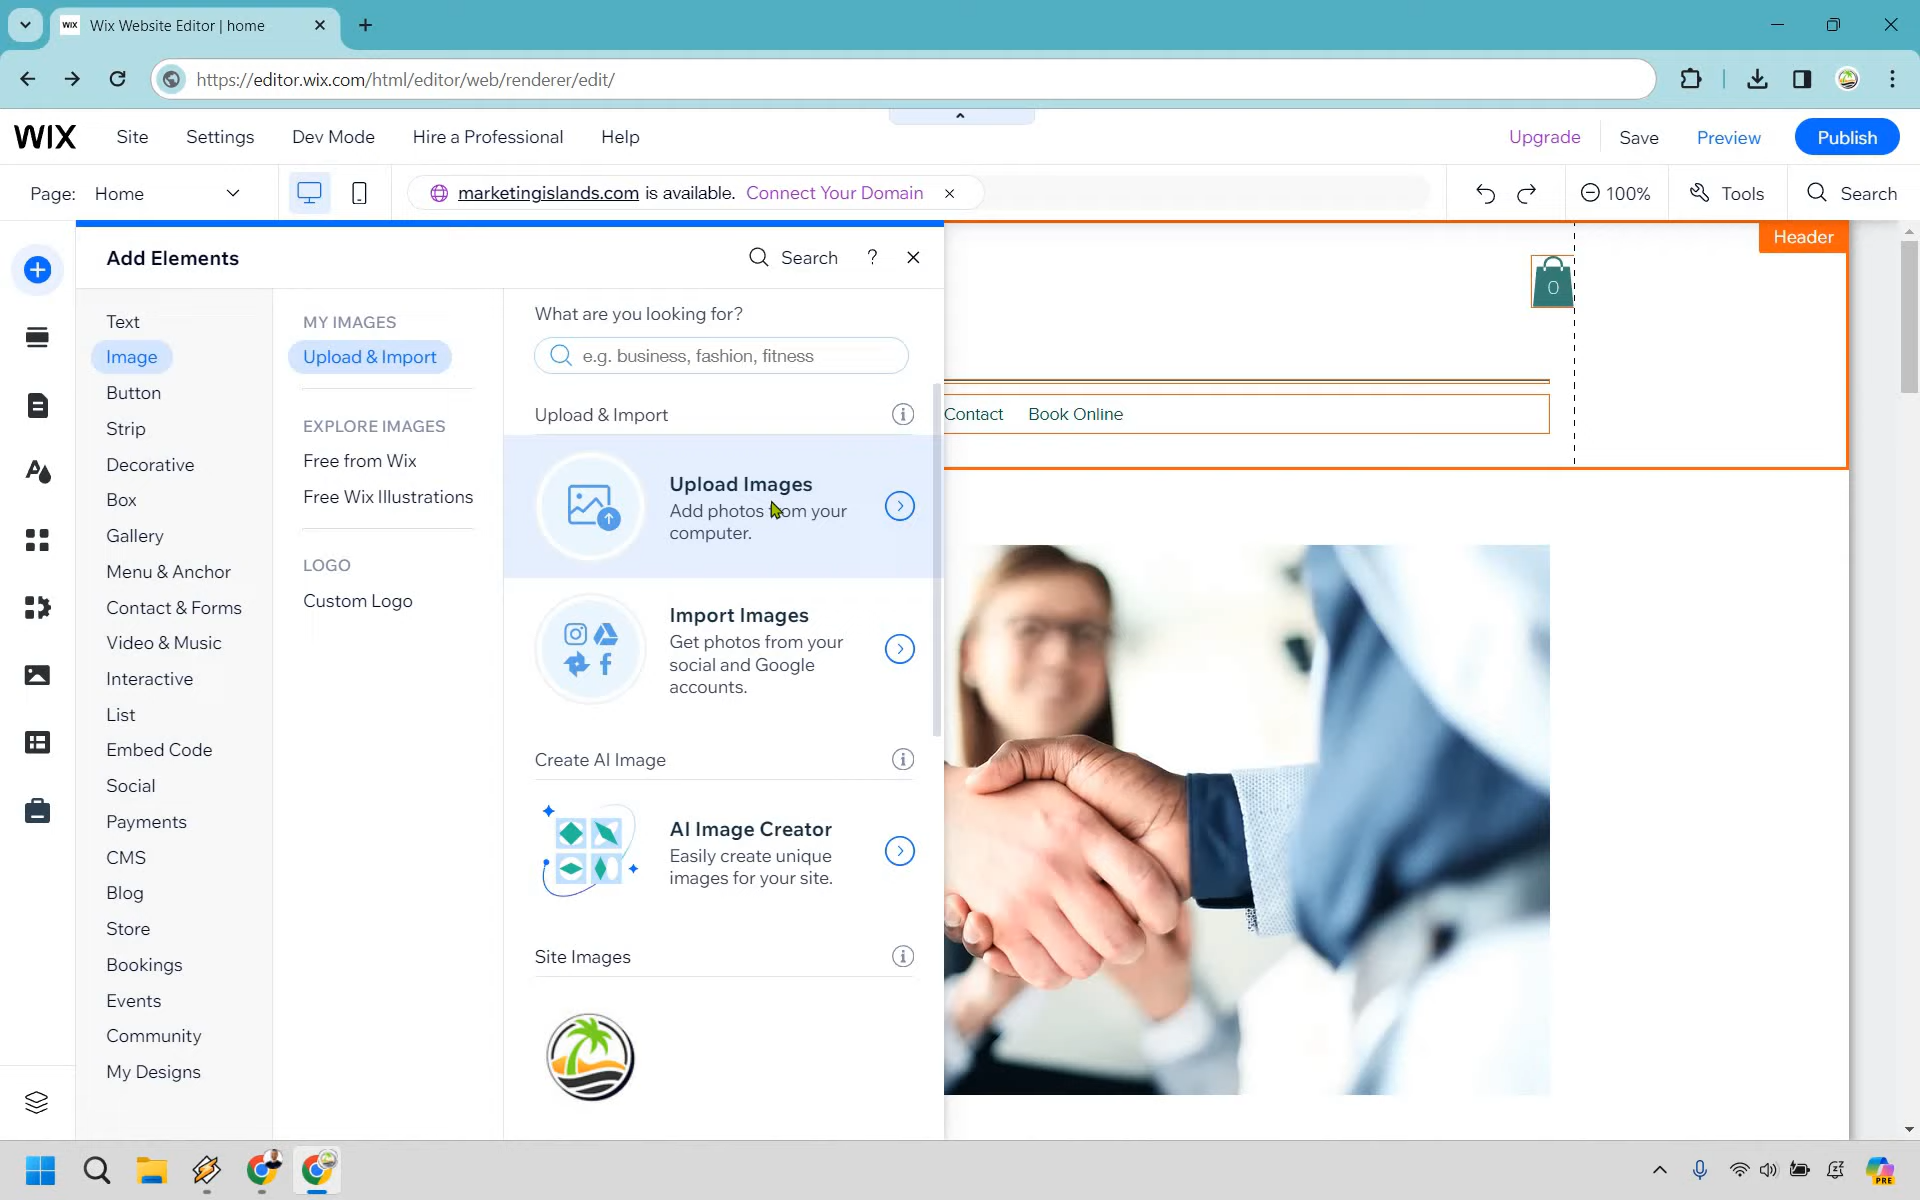 WIX Wix Website Editor | home
https://editor.wix.com/html/editor/web/renderer/edit/
WIX Site Settings Dev Mode Hire a Professional Help Upgrade Save Preview Publish
Page: Home marketingislands.com is available. Connect Your Domain 100% Tools Search
Add Elements Search ?
Header
0
Text
Image
Button
Strip
Decorative
Box
Gallery
Menu & Anchor
Contact & Forms
Video & Music
Interactive
List
Embed Code
Social
Payments
CMS
Blog
Store
Bookings
Events
Community
My Designs
MY IMAGES
Upload & Import
EXPLORE IMAGES
Free from Wix
Free Wix Illustrations
LOGO
Custom Logo
What are you looking for?
e.g. business, fashion, fitness
Upload & Import
Upload Images
Add photos from your
computer.
Import Images
Get photos from your
social and Google
accounts.
Create AI Image
AI Image Creator
Easily create unique
images for your site.
Site Images
Contact Book Online
PRE